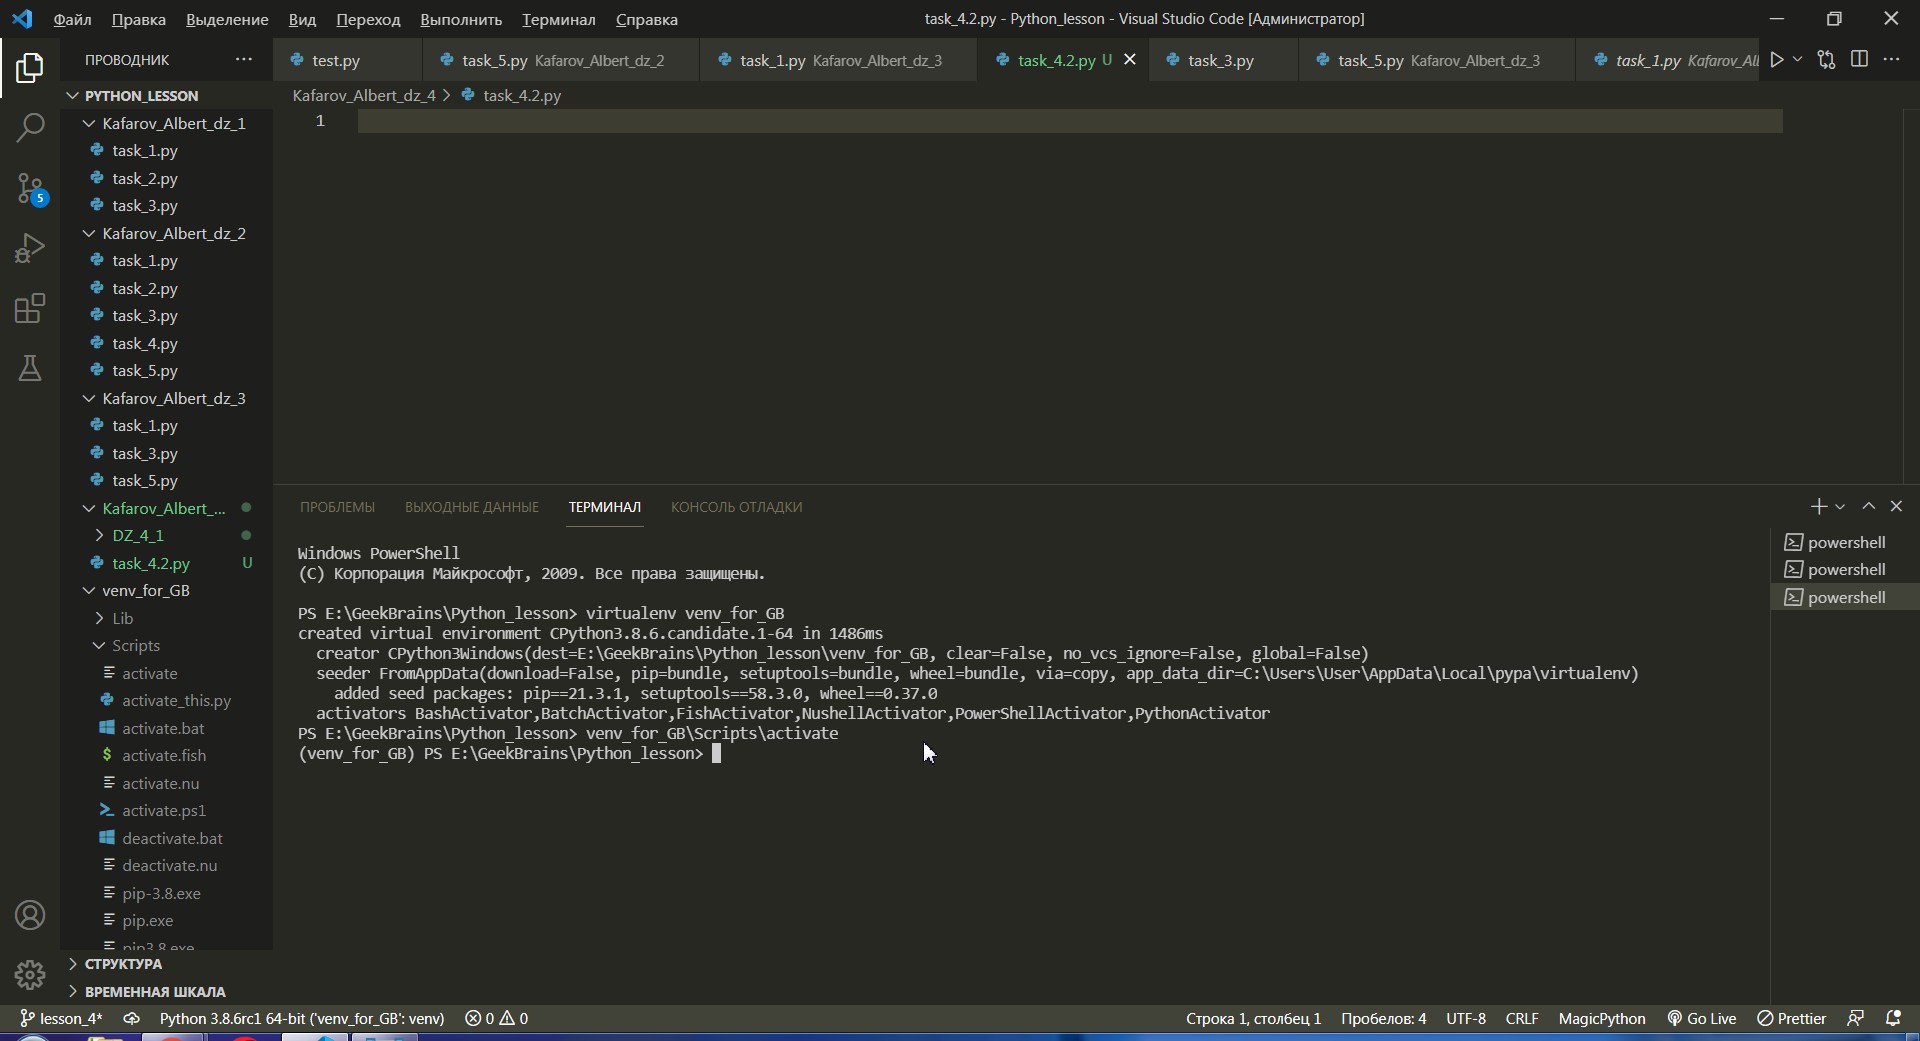 Файл Правка Выделение Вид Переход Выполнить Терминал Справка
task_4.2.py - Python_lesson - Visual Studio Code [Администратор]
ПРОВОДНИК
test.py
task_5.py Kafarov_Albert_dz_2
task_1.py Kafarov_Albert_dz_3
task_4.2.py U
task_3.py
task_5.py Kafarov_Albert_dz_3
task_1.py Kafarov_Al
PYTHON_LESSON
Kafarov_Albert_dz_1
task_1.py
task_2.py
task_3.py
Kafarov_Albert_dz_2
task_1.py
task_2.py
task_3.py
task_4.py
task_5.py
Kafarov_Albert_dz_3
task_1.py
task_3.py
task_5.py
Kafarov_Albert_...
DZ_4_1
task_4.2.py U
venv_for_GB
Lib
Scripts
activate
activate_this.py
activate.bat
activate.fish
activate.nu
activate.ps1
deactivate.bat
deactivate.nu
pip-3.8.exe
pip.exe
pip3.8.exe
СТРУКТУРА
ВРЕМЕННАЯ ШКАЛА
5
Kafarov_Albert_dz_4 > task_4.2.py
1
ПРОБЛЕМЫ ВЫХОДНЫЕ ДАННЫЕ ТЕРМИНАЛ КОНСОЛЬ ОТЛАДКИ
Windows PowerShell
(C) Корпорация Майкрософт, 2009. Все права защищены.
PS E:\GeekBrains\Python_lesson> virtualenv venv_for_GB
created virtual environment CPython3.8.6.candidate.1-64 in 1486ms
creator CPython3Windows(dest=E:\GeekBrains\Python_lesson\venv_for_GB, clear=False, no_vcs_ignore=False, global=False)
seeder FromAppData(download=False, pip=bundle, setuptools=bundle, wheel=bundle, via=copy, app_data_dir=C:\Users\User\AppData\Local\pypa\virtualenv)
added seed packages: pip==21.3.1, setuptools==58.3.0, wheel==0.37.0
activators BashActivator,BatchActivator,FishActivator,NushellActivator,PowerShellActivator,PythonActivator
PS E:\GeekBrains\Python_lesson> venv_for_GB\Scripts\activate
(venv_for_GB) PS E:\GeekBrains\Python_lesson>
powershell
powershell
powershell
lesson_4* Python 3.8.6rc1 64-bit ('venv_for_GB': venv) 0 0 Строка 1, столбец 1 Пробелов: 4 UTF-8 CRLF MagicPython Go Live Prettier